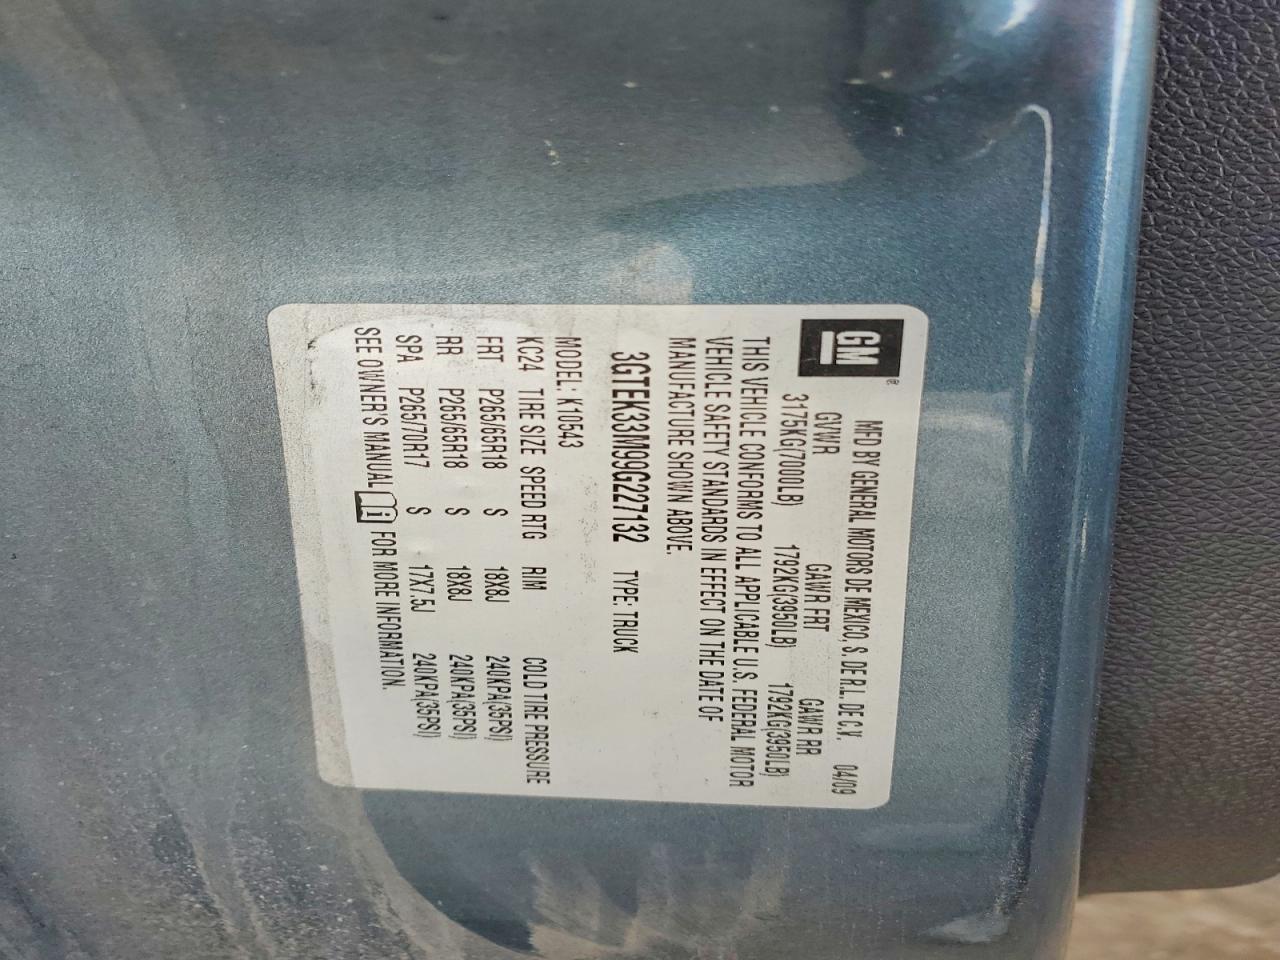 GM®
MFD BY GENERAL MOTORS DE MEXICO, S. DE R.L. DE C.V. 04/09
GVWR GAWR FRT GAWR RR
3175KG(7000LB) 1792KG(3950LB) 1792KG(3950LB)
THIS VEHICLE CONFORMS TO ALL APPLICABLE U.S. FEDERAL MOTOR
VEHICLE SAFETY STANDARDS IN EFFECT ON THE DATE OF
MANUFACTURE SHOWN ABOVE.
3GTEK33M99G227132 TYPE: TRUCK
MODEL: K10543
KC24 TIRE SIZE SPEED RTG RIM COLD TIRE PRESSURE
FRT P265/65R18 S 18X8J 240KPA(35PSI)
RR P265/65R18 S 18X8J 240KPA(35PSI)
SPA P265/70R17 S 17X7.5J 240KPA(35PSI)
SEE OWNER'S MANUAL i FOR MORE INFORMATION.